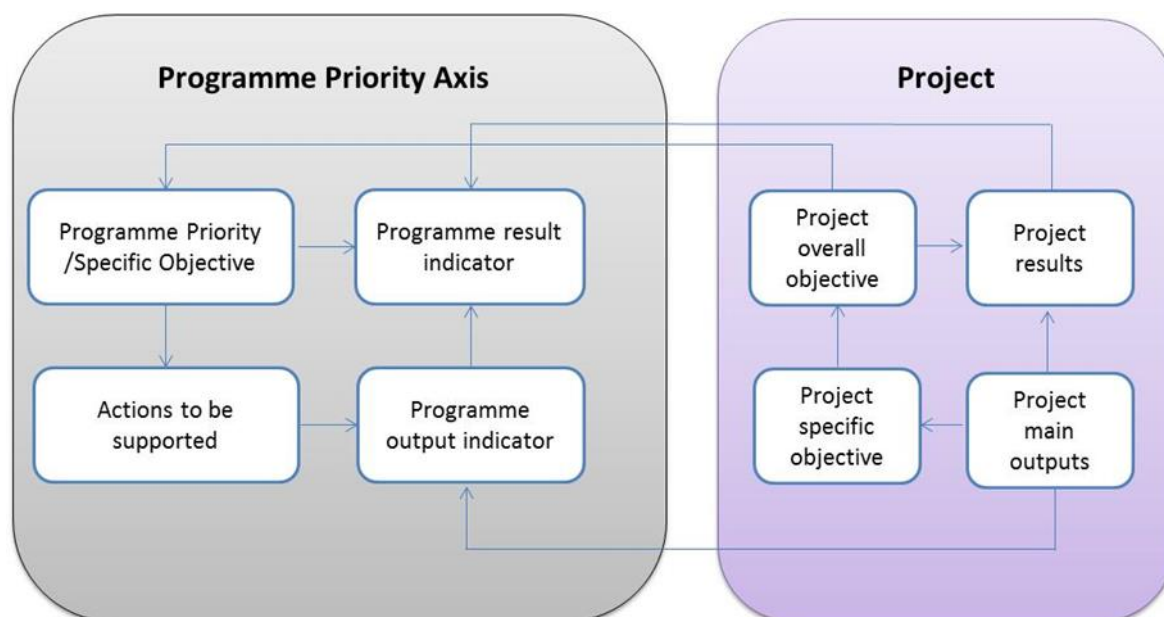 Programme Priority Axis
Project
Programme Priority
/Specific Objective
Programme result
indicator
Project
overall
objective
Project
results
Actions to be
supported
Programme
output indicator
Project
specific
objective
Project
main
outputs